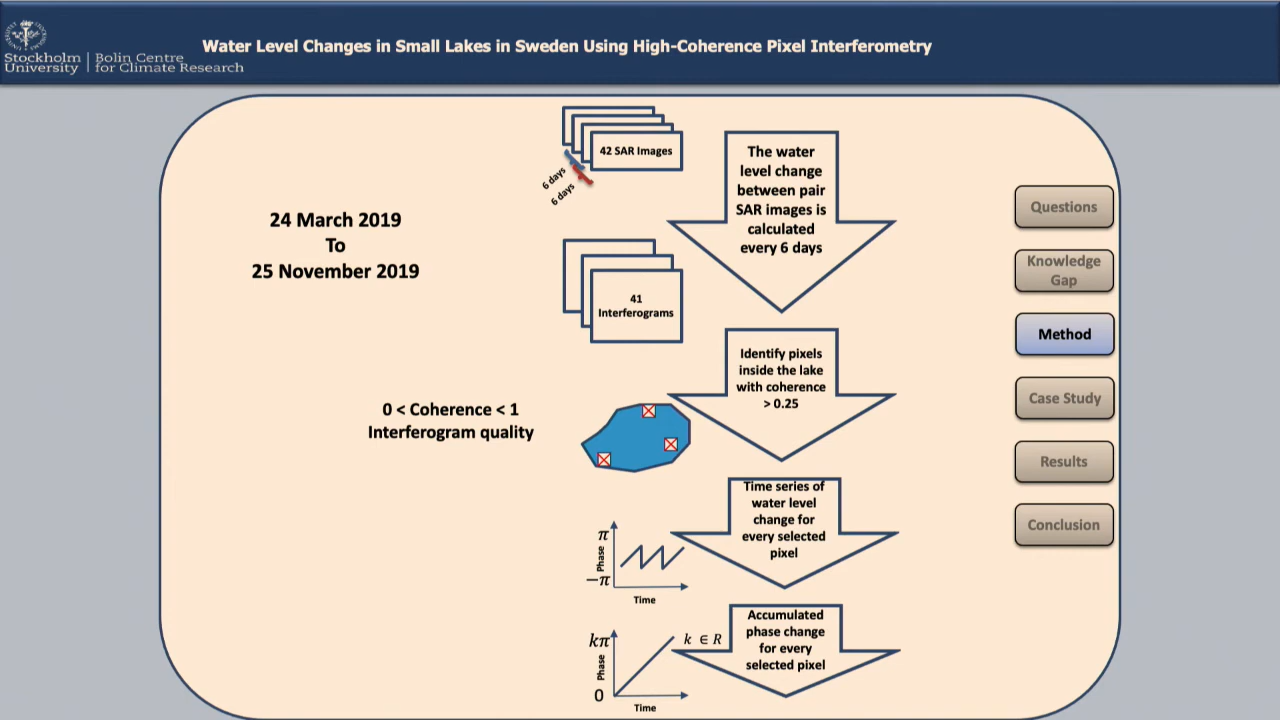 Stockholm
University
Bolin Centre
for Climate Research
Water Level Changes in Small Lakes in Sweden Using High-Coherence Pixel Interferometry
42 SAR Images
6 days
6 days
The water
level change
between pair
SAR images is
calculated
every 6 days
24 March 2019
To
25 November 2019
41
Interferograms
Identify pixels
inside the lake
with coherence
> 0.25
0 < Coherence < 1
Interferogram quality
Time series of
water level
change for
every selected
pixel
π
Phase
−π
Time
Accumulated
phase change
for every
selected pixel
kπ
k ∈ R
Phase
0
Time
Questions
Knowledge
Gap
Method
Case Study
Results
Conclusion